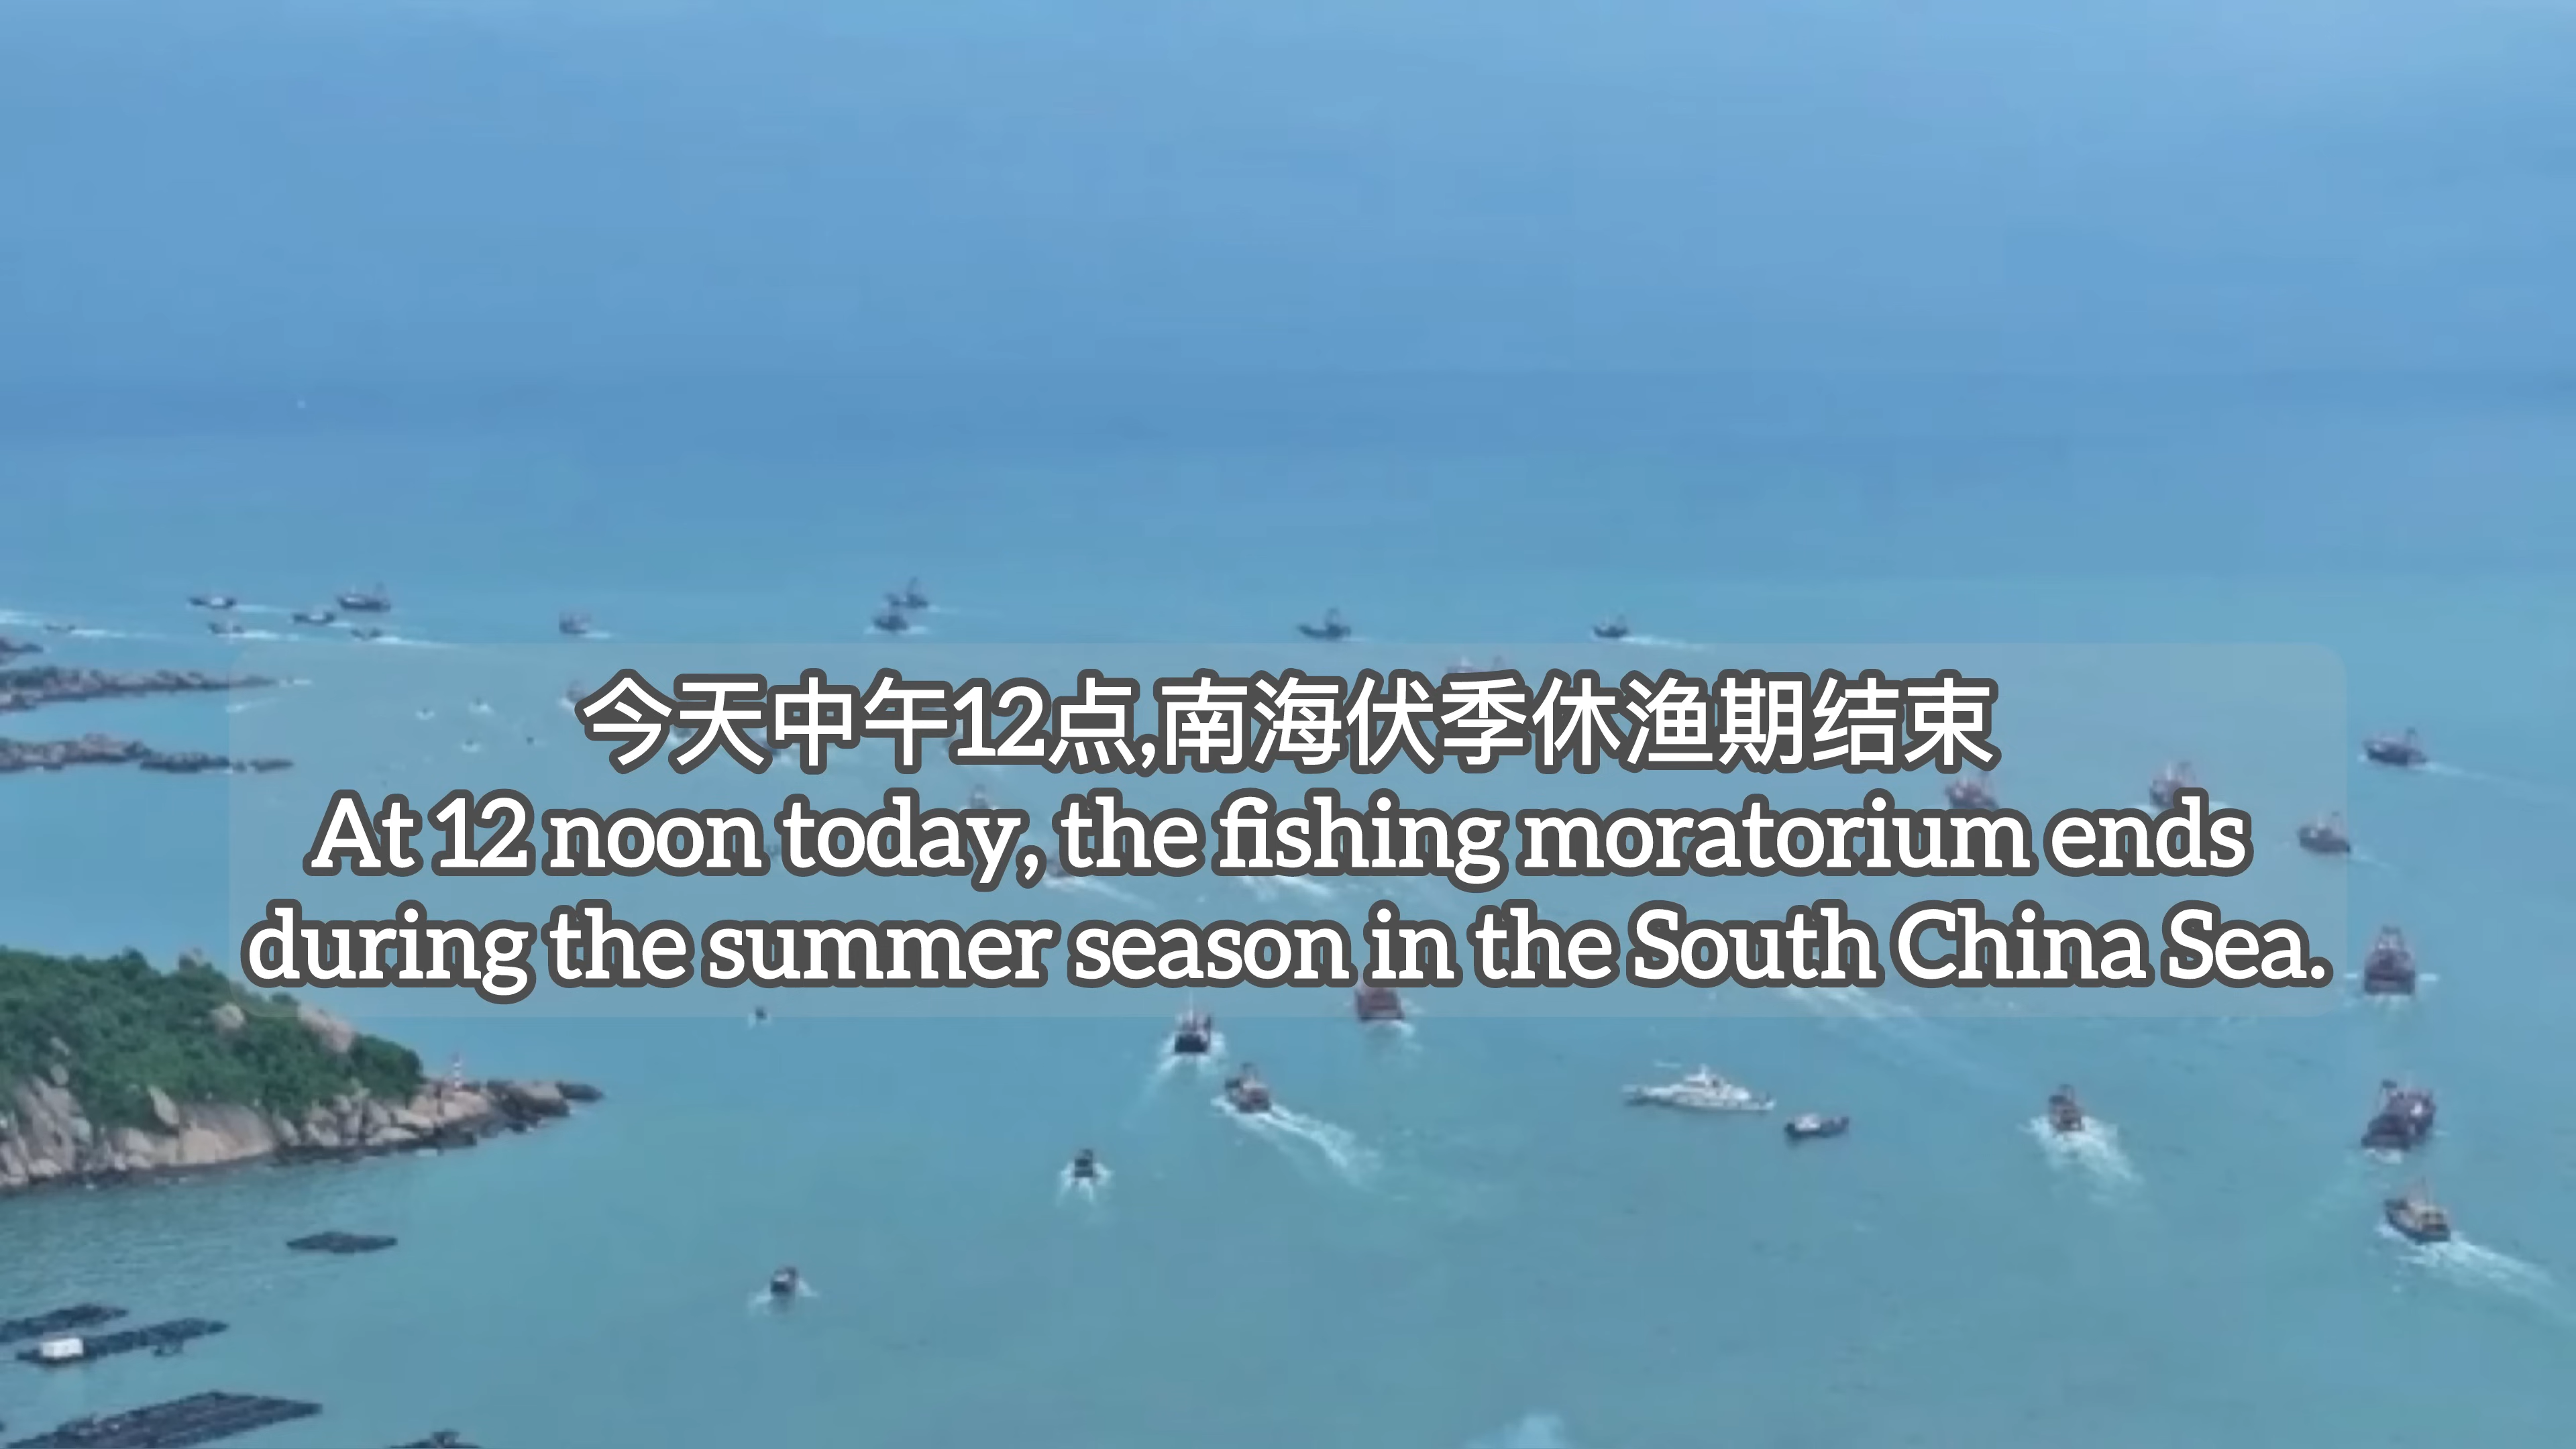 今天中午12点,南海伏季休渔期结束
At 12 noon today, the fishing moratorium ends
during the summer season in the South China Sea.